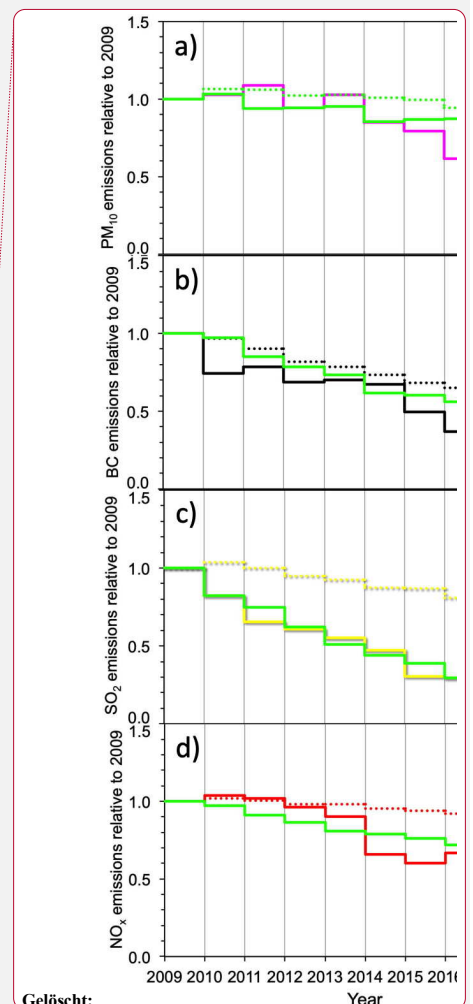 PM10 emissions relative to 2009
1.5
1.0
0.5
0.0
a)
BC emissions relative to 2009
1.5
1.0
0.5
0.0
b)
SO2 emissions relative to 2009
1.5
1.0
0.5
0.0
c)
NOx emissions relative to 2009
1.5
1.0
0.5
0.0
d)
2009 2010 2011 2012 2013 2014 2015 2016
Gelöscht: Year